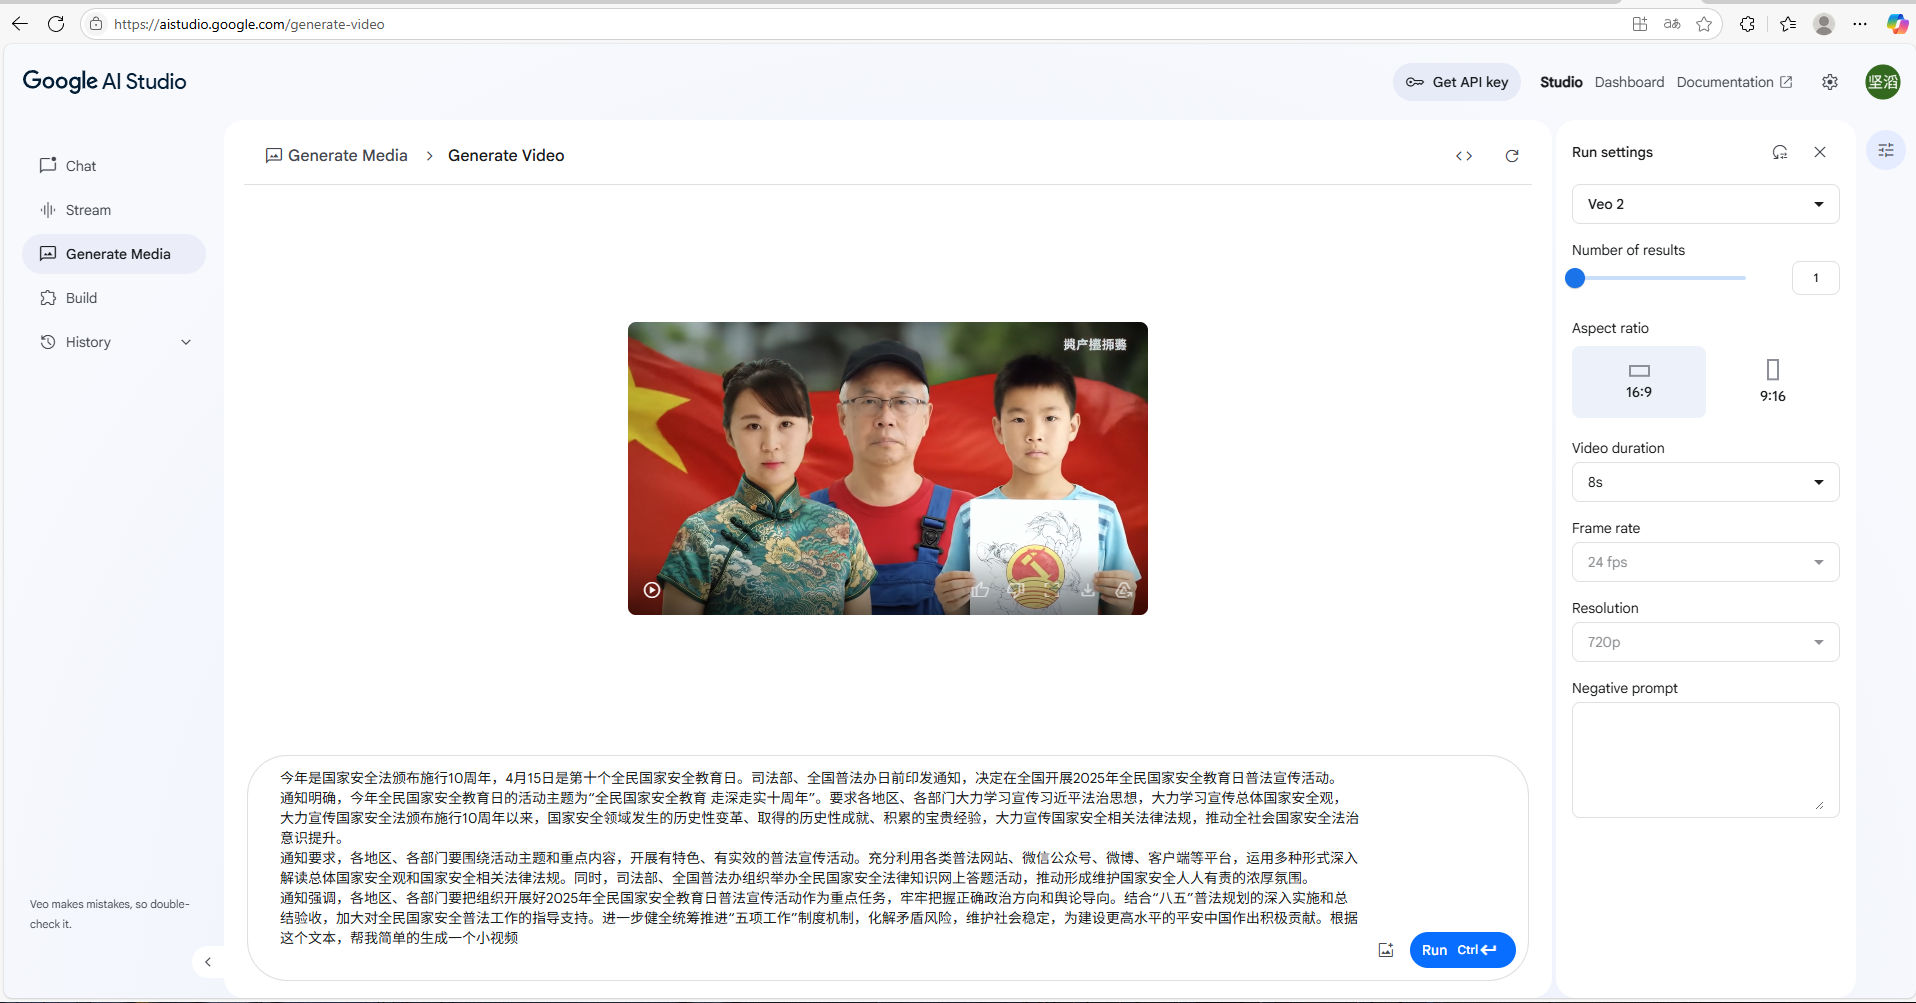 https://aistudio.google.com/generate-video
aあ
Google AI Studio
Get API key
Studio
Dashboard
Documentation
坚滔
Chat
Stream
Generate Media
Build
History
Generate Media > Generate Video
Run settings
Veo 2
Number of results
1
Aspect ratio
16:9
9:16
Video duration
8s
Frame rate
24 fps
Resolution
720p
Negative prompt
今年是国家安全法颁布施行10周年，4月15日是第十个全民国家安全教育日。司法部、全国普法办日前印发通知，决定在全国开展2025年全民国家安全教育日普法宣传活动。
通知明确，今年全民国家安全教育日的活动主题为“全民国家安全教育 走深走实十周年”。要求各地区、各部门大力学习宣传习近平法治思想，大力学习宣传总体国家安全观，
大力宣传国家安全法颁布施行10周年以来，国家安全领域发生的历史性变革、取得的历史性成就、积累的宝贵经验，大力宣传国家安全相关法律法规，推动全社会国家安全法治
意识提升。
通知要求，各地区、各部门要围绕活动主题和重点内容，开展有特色、有实效的普法宣传活动。充分利用各类普法网站、微信公众号、微博、客户端等平台，运用多种形式深入
解读总体国家安全观和国家安全相关法律法规。同时，司法部、全国普法办组织举办全民国家安全法律知识网上答题活动，推动形成维护国家安全人人有责的浓厚氛围。
通知强调，各地区、各部门要把组织开展好2025年全民国家安全教育日普法宣传活动作为重点任务，牢牢把握正确政治方向和舆论导向。结合“八五”普法规划的深入实施和总
结验收，加大对全民国家安全普法工作的指导支持。进一步健全统筹推进“五项工作”制度机制，化解矛盾风险，维护社会稳定，为建设更高水平的平安中国作出积极贡献。根据
这个文本，帮我简单的生成一个小视频
Run Ctrl
Veo makes mistakes, so double-
check it.